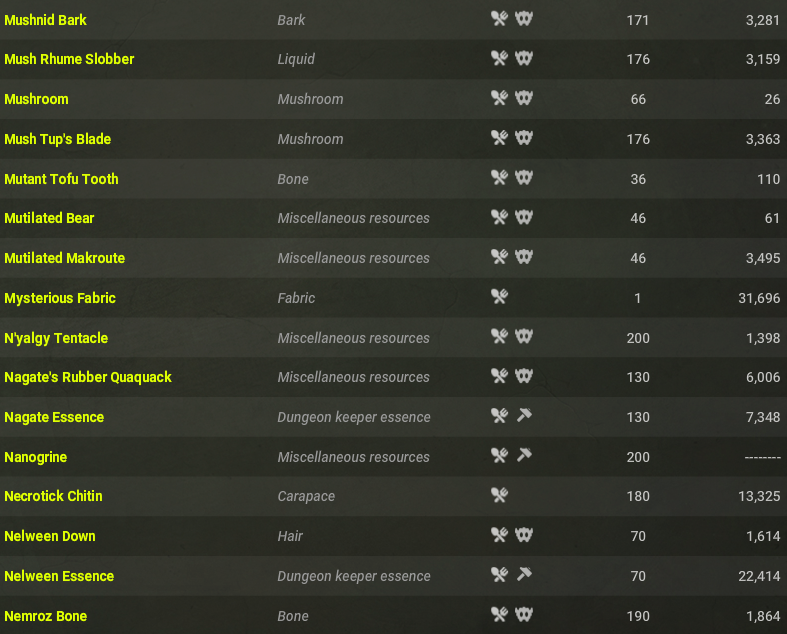 Mushnid Bark Bark 171 3,281
Mush Rhume Slobber Liquid 176 3,159
Mushroom Mushroom 66 26
Mush Tup's Blade Mushroom 176 3,363
Mutant Tofu Tooth Bone 36 110
Mutilated Bear Miscellaneous resources 46 61
Mutilated Makroute Miscellaneous resources 46 3,495
Mysterious Fabric Fabric 1 31,696
N'yalgy Tentacle Miscellaneous resources 200 1,398
Nagate's Rubber Quaquack Miscellaneous resources 130 6,006
Nagate Essence Dungeon keeper essence 130 7,348
Nanogrine Miscellaneous resources 200 --------
Necrotick Chitin Carapace 180 13,325
Nelween Down Hair 70 1,614
Nelween Essence Dungeon keeper essence 70 22,414
Nemroz Bone Bone 190 1,864